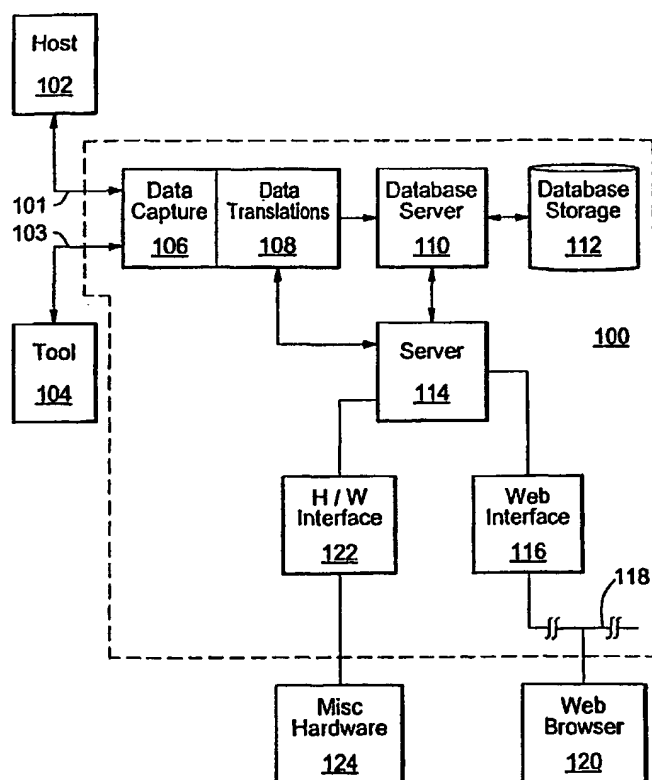 Host
102
101
103
Data
Capture
106
Data
Translations
108
Database
Server
110
Database
Storage
112
Tool
104
Server
114
100
H / W
Interface
122
Web
Interface
116
118
Misc
Hardware
124
Web
Browser
120